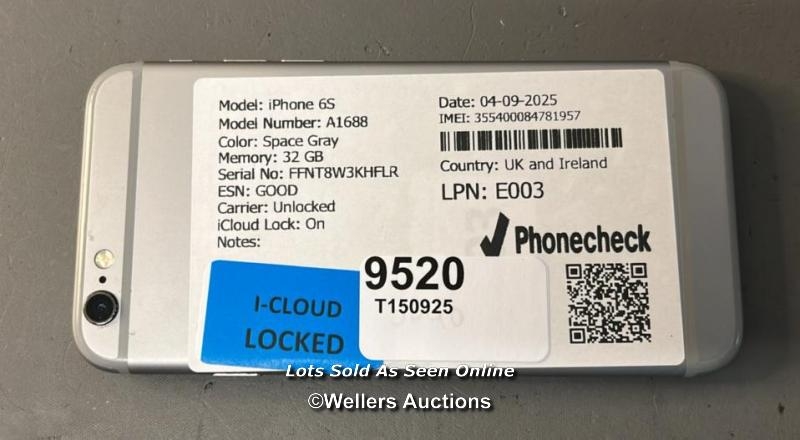 Model: iPhone 6S
Model Number: A1688
Color: Space Gray
Memory: 32 GB
Serial No: FFNT8W3KHFLR
ESN: GOOD
Carrier: Unlocked
iCloud Lock: On
Notes:
Date: 04-09-2025
IMEI: 355400084781957
Country: UK and Ireland
LPN: E003
Phonecheck
I-CLOUD
LOCKED
9520
T150925
Lots Sold As Seen Online
©Wellers Auctions